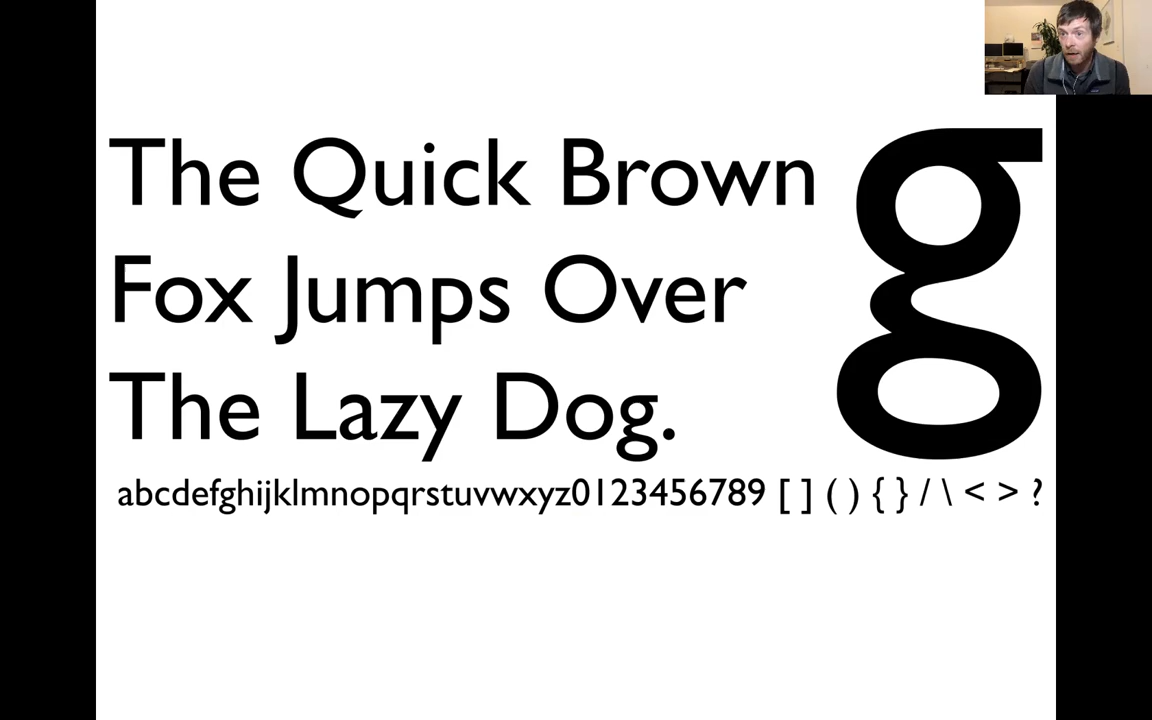 The Quick Brown
Fox Jumps Over
The Lazy Dog.
g
abcdefghijklmnopqrstuvwxyz0123456789 [ ] ( ) { } / \ < > ?